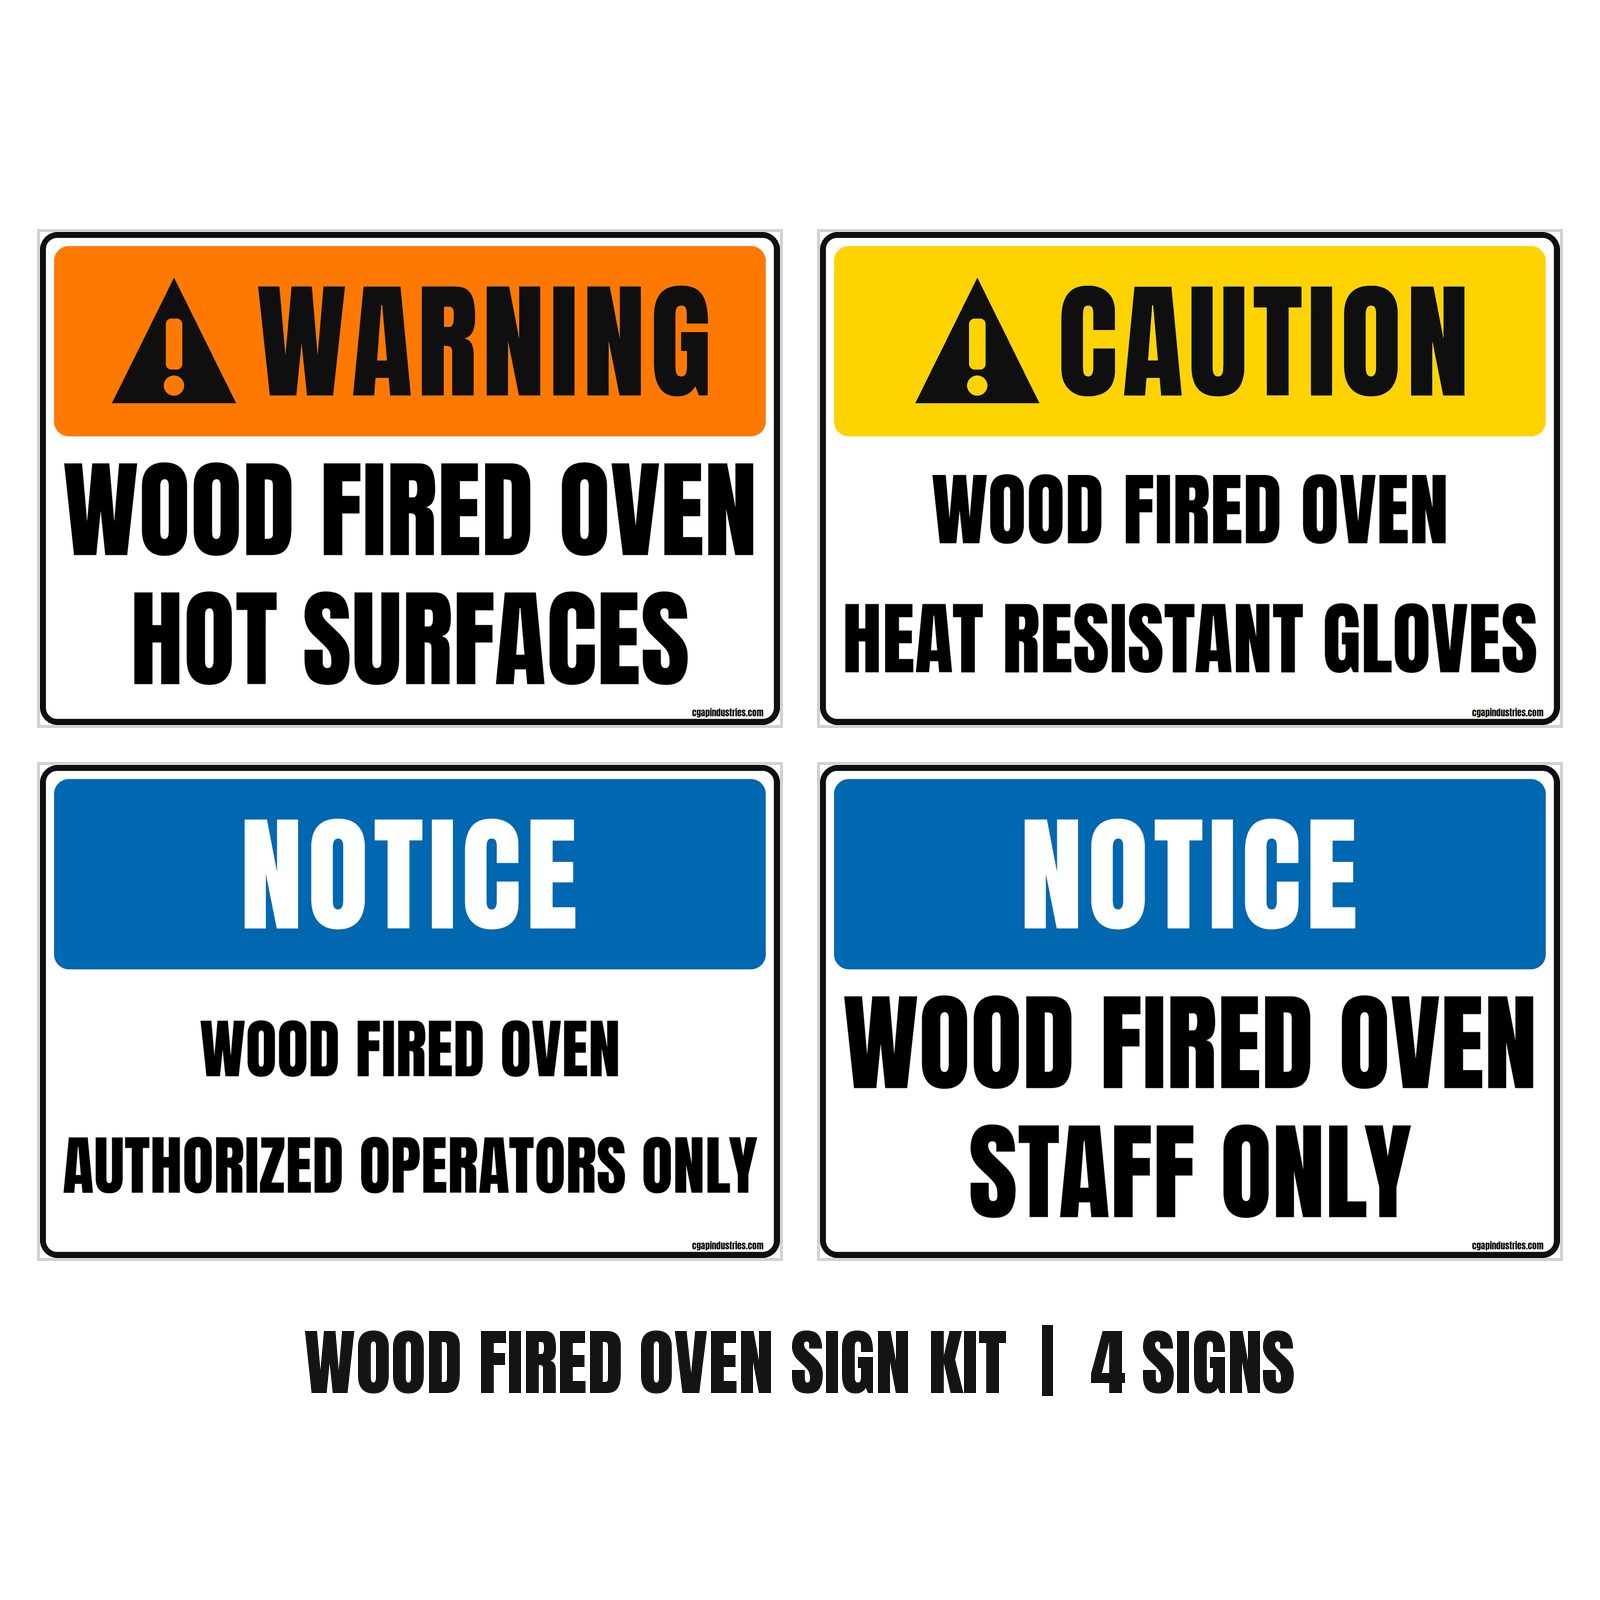 WARNING
WOOD FIRED OVEN
HOT SURFACES
cgapindustries.com
CAUTION
WOOD FIRED OVEN
HEAT RESISTANT GLOVES
cgapindustries.com
NOTICE
WOOD FIRED OVEN
AUTHORIZED OPERATORS ONLY
cgapindustries.com
NOTICE
WOOD FIRED OVEN
STAFF ONLY
cgapindustries.com
WOOD FIRED OVEN SIGN KIT | 4 SIGNS